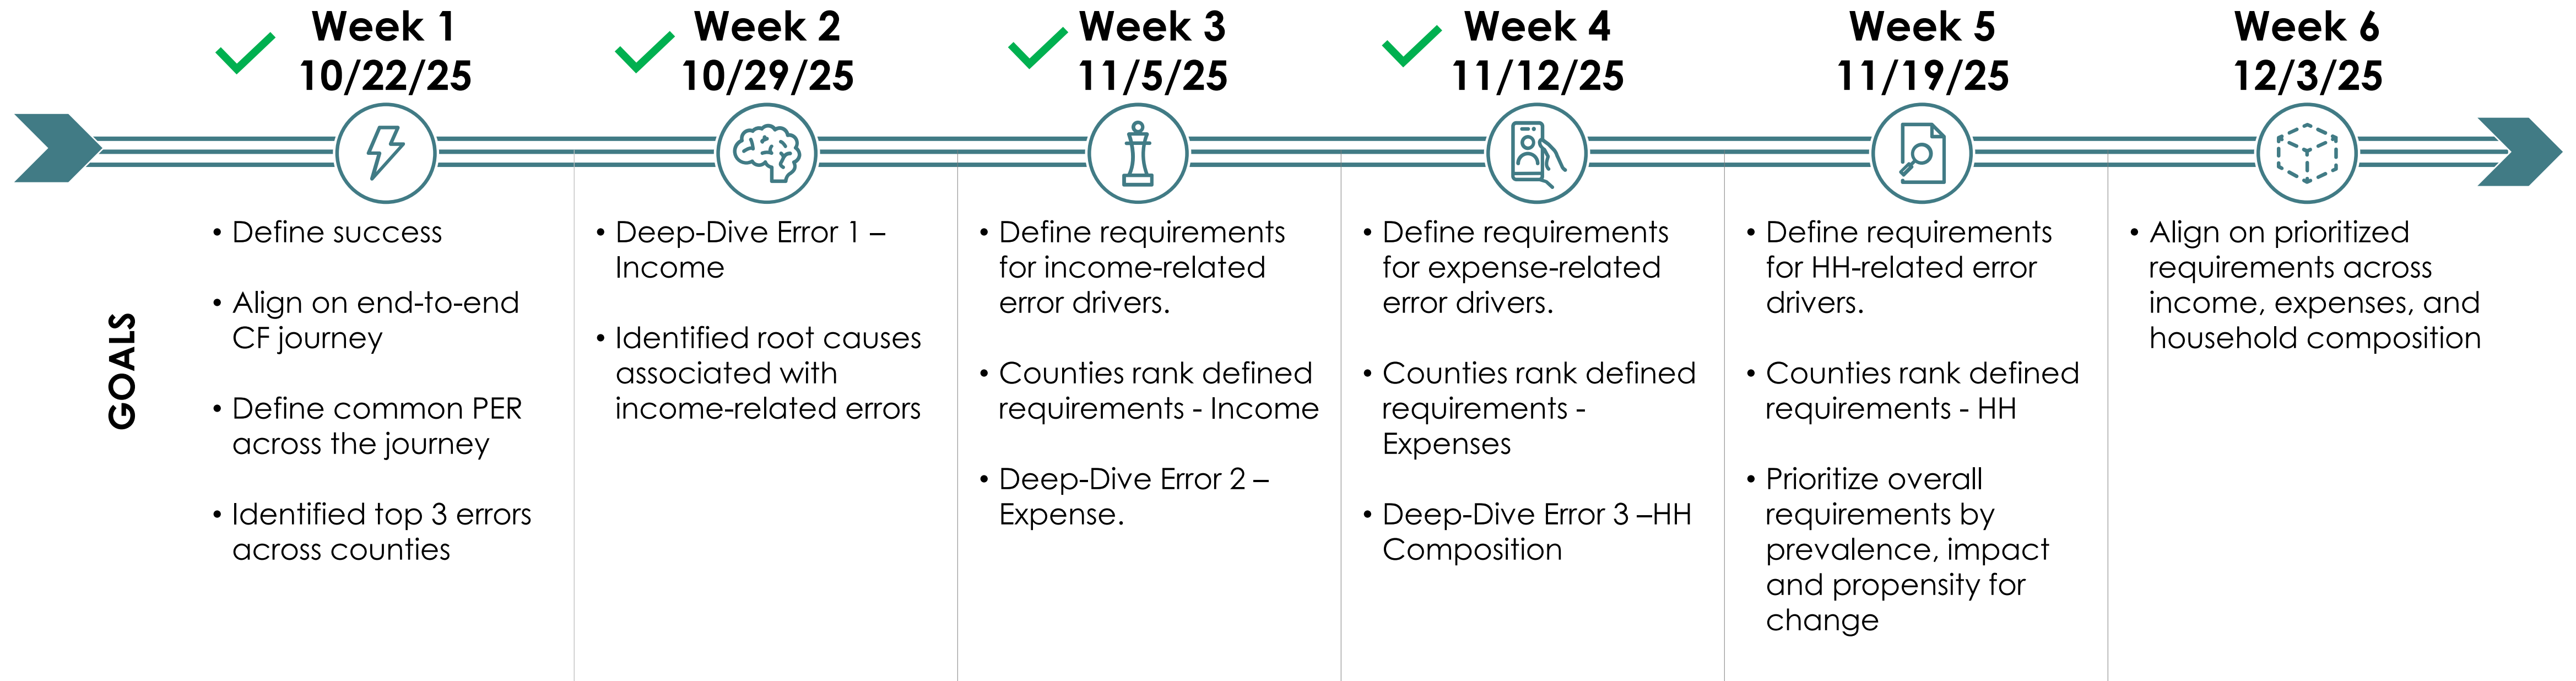 Week 1
10/22/25
Week 2
10/29/25
Week 3
11/5/25
Week 4
11/12/25
Week 5
11/19/25
Week 6
12/3/25
GOALS
• Define success
• Align on end-to-end
CF journey
• Define common PER
across the journey
• Identified top 3 errors
across counties
• Deep-Dive Error 1 –
Income
• Identified root causes
associated with
income-related errors
• Define requirements
for income-related
error drivers.
• Counties rank defined
requirements - Income
• Deep-Dive Error 2 –
Expense.
• Define requirements
for expense-related
error drivers.
• Counties rank defined
requirements -
Expenses
• Deep-Dive Error 3 –HH
Composition
• Define requirements
for HH-related error
drivers.
• Counties rank defined
requirements - HH
• Prioritize overall
requirements by
prevalence, impact
and propensity for
change
• Align on prioritized
requirements across
income, expenses, and
household composition